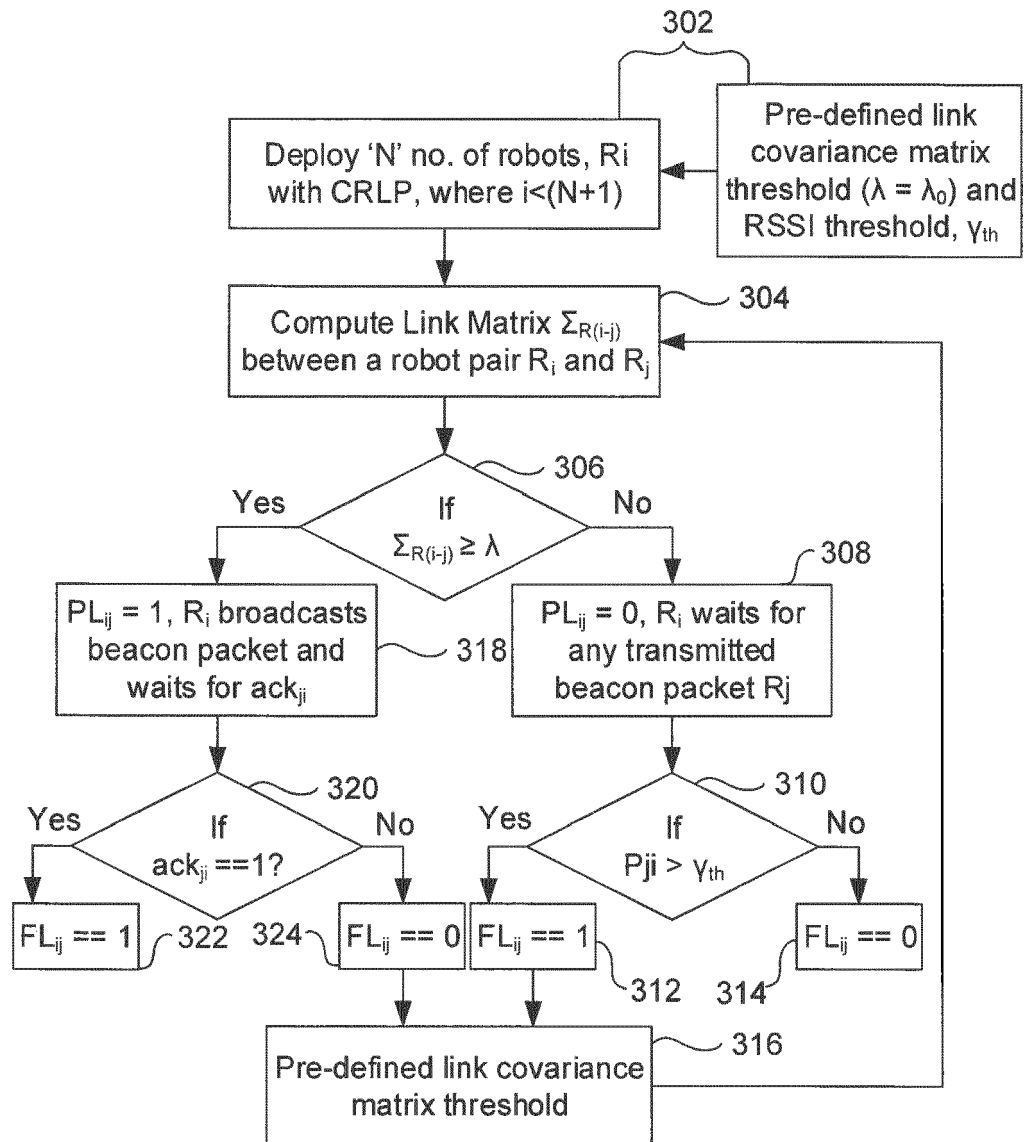 302
Pre-defined link
covariance matrix
threshold (λ = λ₀) and
RSSI threshold, γth
Deploy 'N' no. of robots, Ri
with CRLP, where i<(N+1)
304
Compute Link Matrix ΣR(i-j)
between a robot pair Ri and Rj
306
Yes
If
ΣR(i-j) ≥ λ
No
308
PLij = 1, Ri broadcasts
beacon packet and
waits for ackji
318
PLij = 0, Ri waits for
any transmitted
beacon packet Rj
320
Yes
If
ackji ==1?
No
310
Yes
If
Pji > γth
No
FLij == 1
322
324
FLij == 0
FLij == 1
312
314
FLij == 0
316
Pre-defined link covariance
matrix threshold